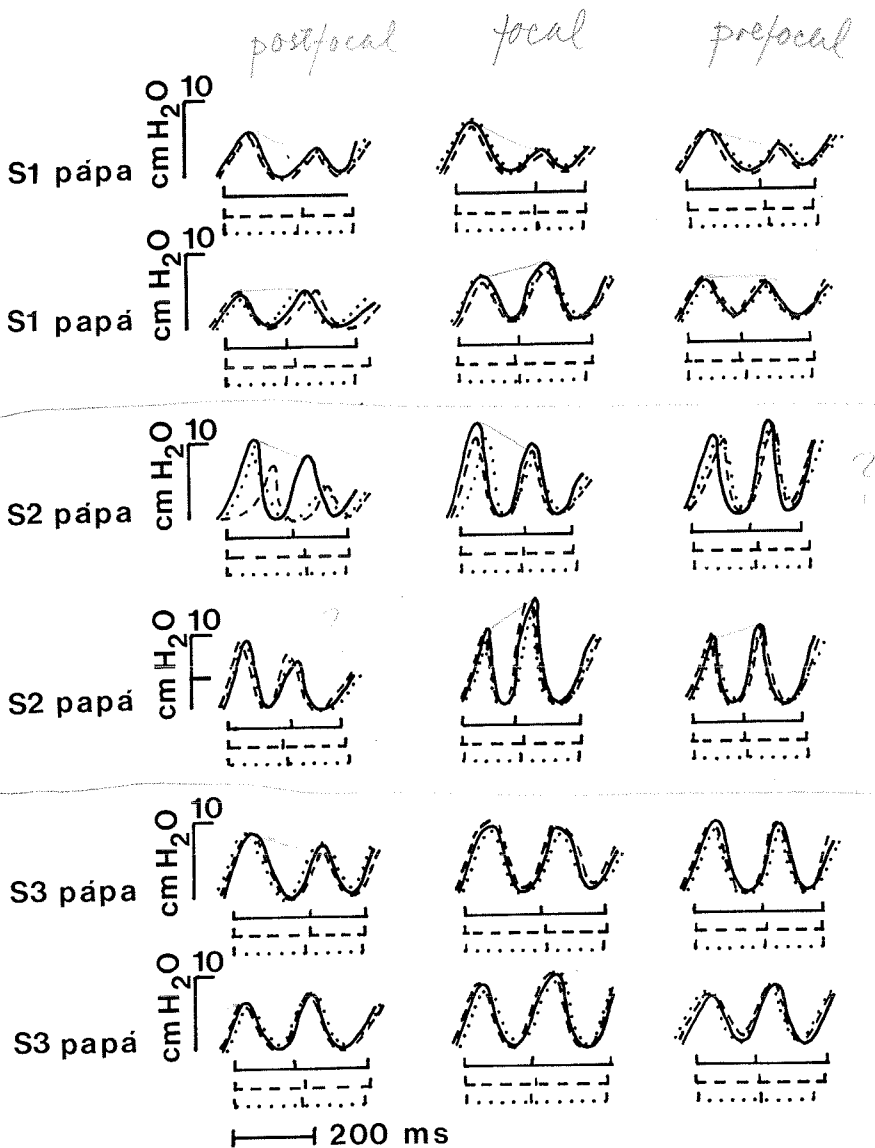 postfocal focal prefocal
cm H2O 10
S1 pápa
cm H2O 10
S1 papá
cm H2O 10
S2 pápa
?
cm H2O 10
?
S2 papá
cm H2O 10
S3 pápa
cm H2O 10
S3 papá
200 ms